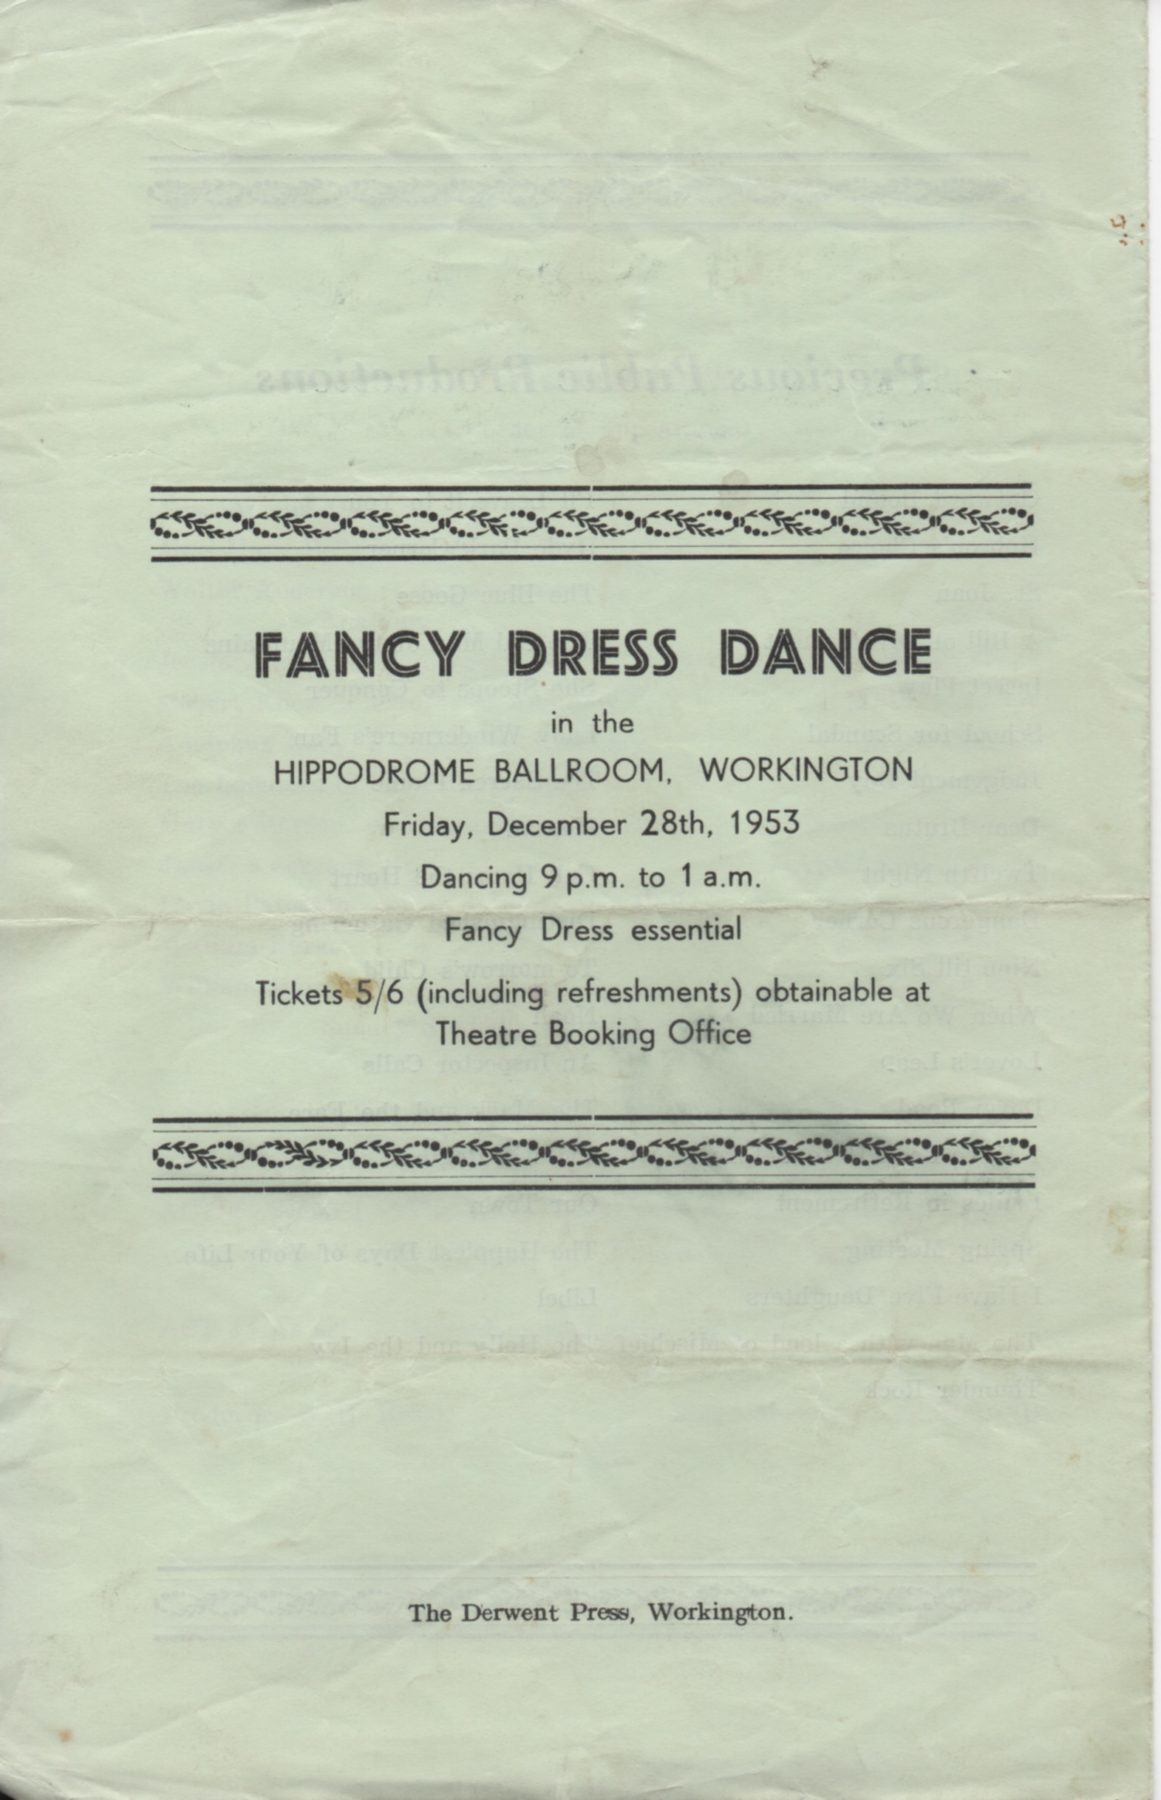 FANCY DRESS DANCE
in the
HIPPODROME BALLROOM, WORKINGTON
Friday, December 28th, 1953
Dancing 9 p.m. to 1 a.m.
Fancy Dress essential
Tickets 5/6 (including refreshments) obtainable at
Theatre Booking Office
The Derwent Press, Workington.